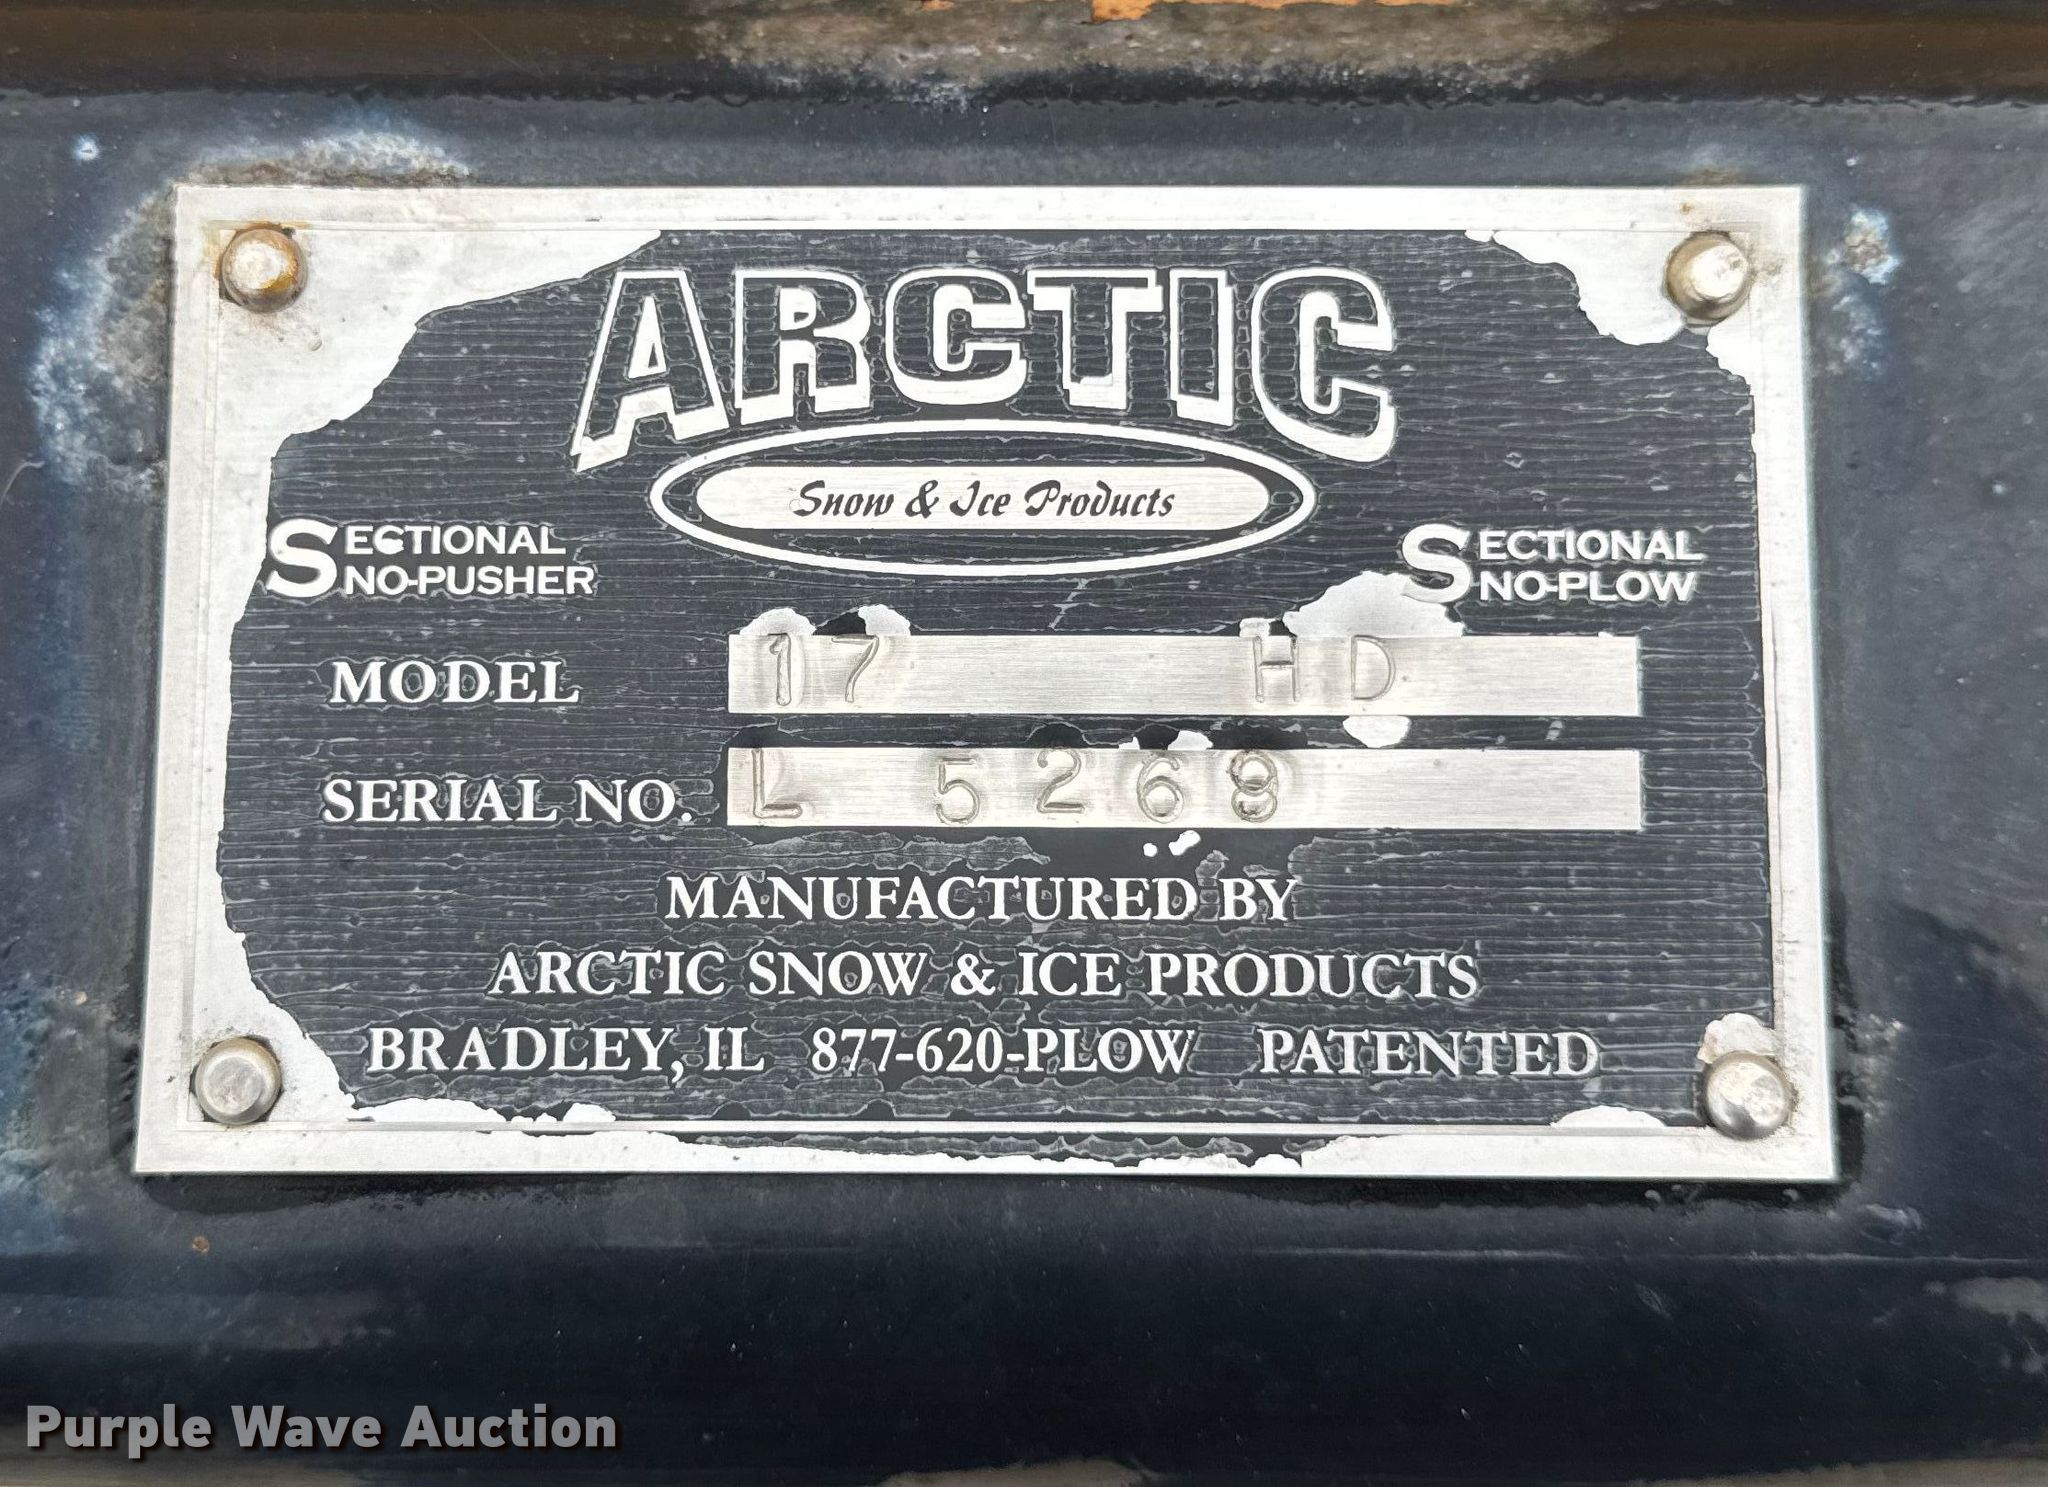 ARCTIC
Snow & Ice Products
SECTIONAL
SNO-PUSHER
SECTIONAL
SNO-PLOW
MODEL 17 HD
SERIAL NO. L 5268
MANUFACTURED BY
ARCTIC SNOW & ICE PRODUCTS
BRADLEY, IL 877-620-PLOW PATENTED
Purple Wave Auction